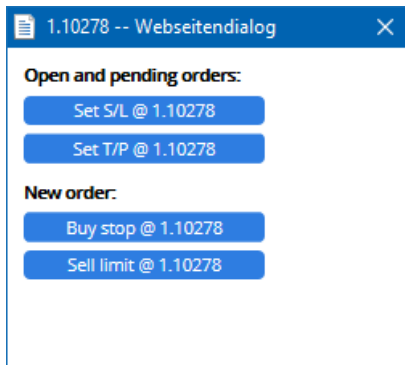 1.10278 -- Webseitendialog
Open and pending orders:
Set S/L @ 1.10278
Set T/P @ 1.10278
New order:
Buy stop @ 1.10278
Sell limit @ 1.10278